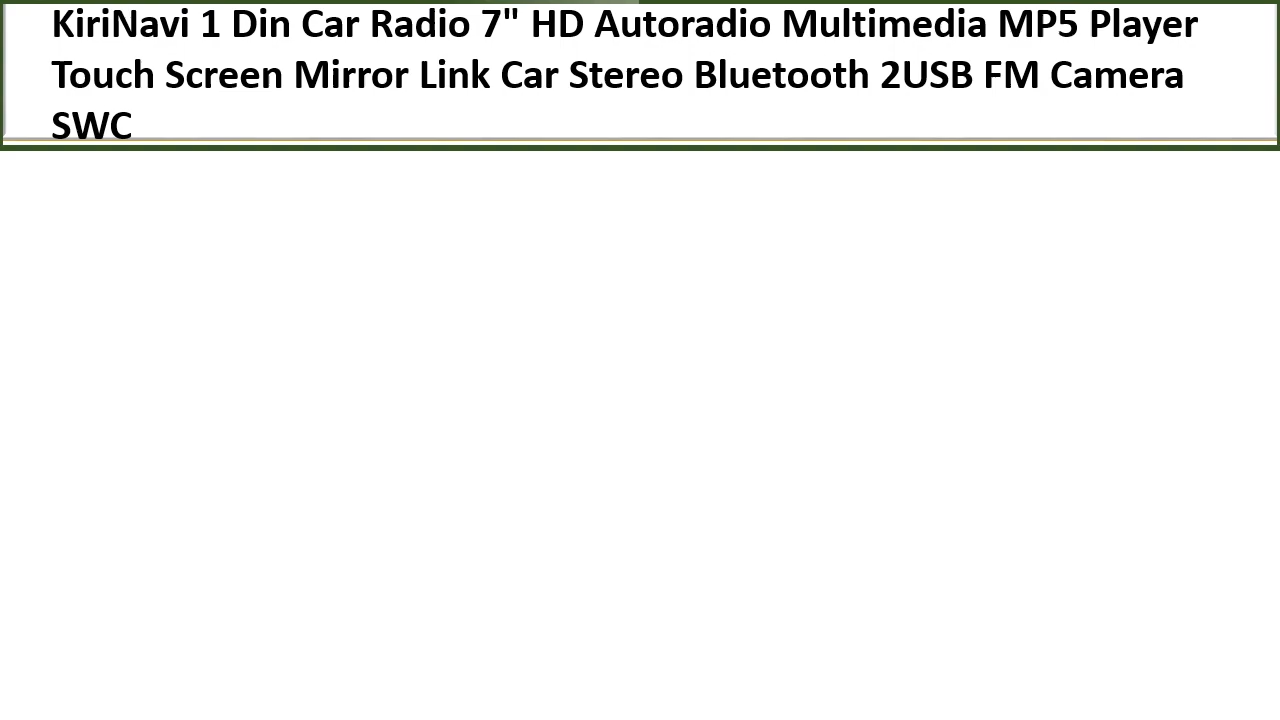 KiriNavi 1 Din Car Radio 7" HD Autoradio Multimedia MP5 Player
Touch Screen Mirror Link Car Stereo Bluetooth 2USB FM Camera
SWC